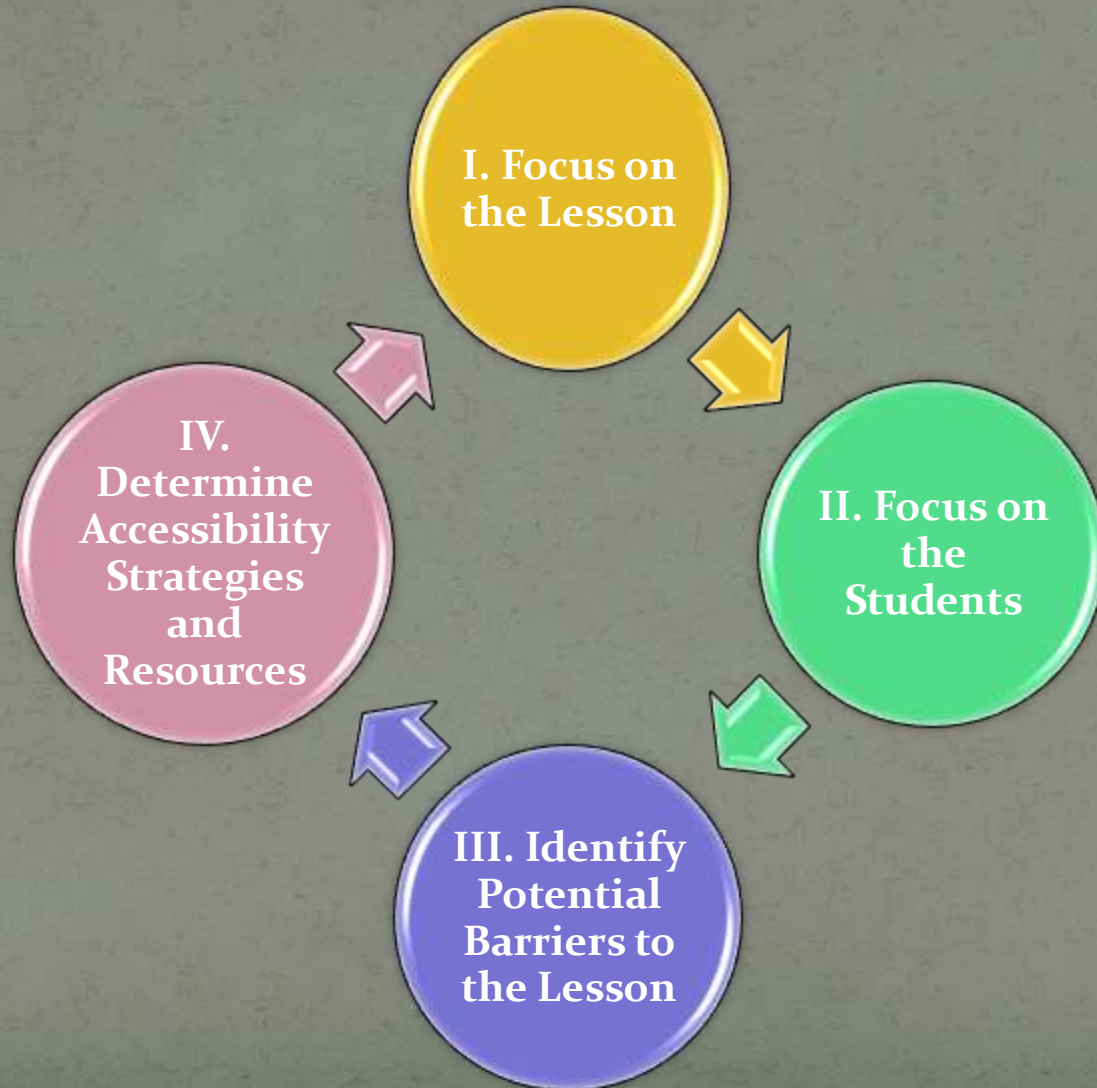 I. Focus on
the Lesson
II. Focus on
the
Students
III. Identify
Potential
Barriers to
the Lesson
IV.
Determine
Accessibility
Strategies
and
Resources